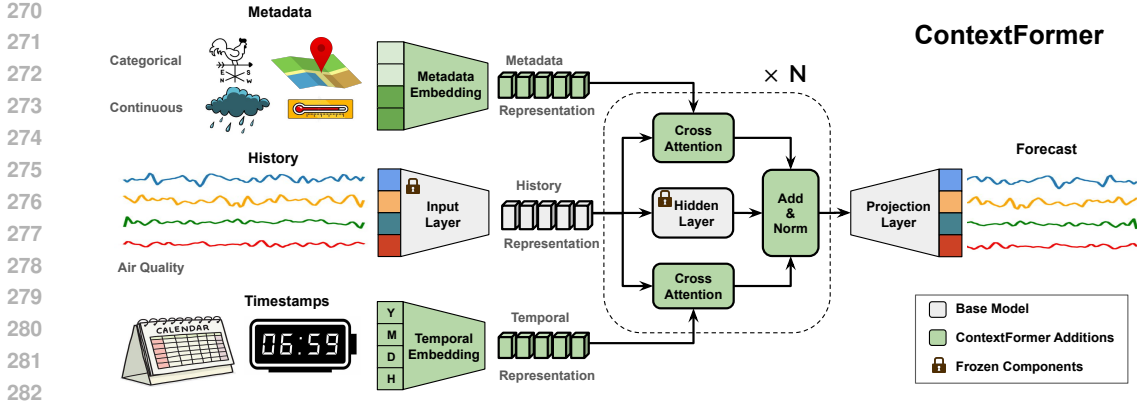 270
271
272
273
274
275
276
277
278
279
280
281
282
Metadata
Categorical
Continuous
N
E
S
W
Metadata
Embedding
Metadata
Representation
ContextFormer
× N
Cross
Attention
History
Air Quality
Input
Layer
History
Representation
Hidden
Layer
Add
&
Norm
Projection
Layer
Forecast
Cross
Attention
Timestamps
CALENDAR
06:59
Y
M
D
H
Temporal
Embedding
Temporal
Representation
Base Model
ContextFormer Additions
Frozen Components